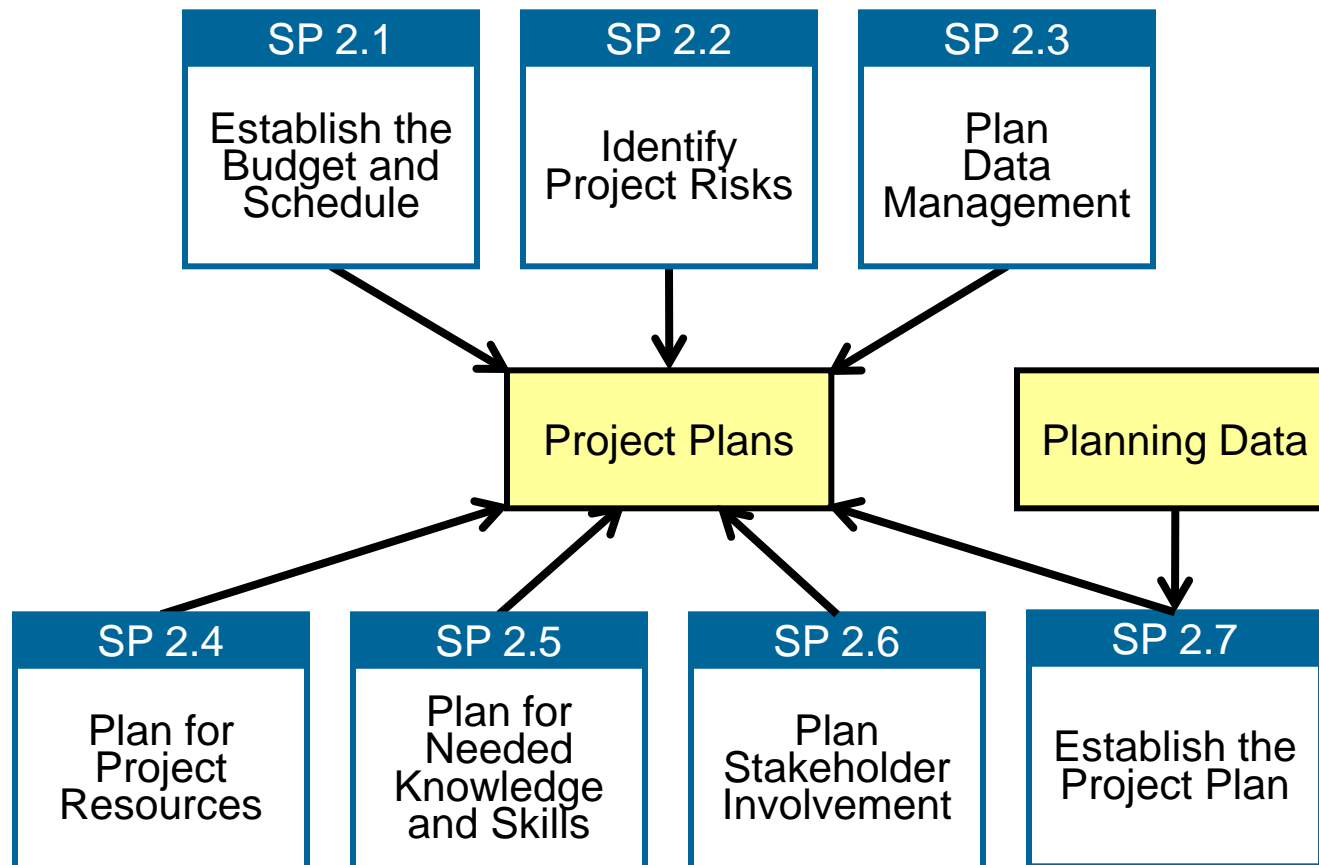 SP 2.1
Establish the
Budget and
Schedule
SP 2.2
Identify
Project Risks
SP 2.3
Plan
Data
Management
Project Plans
Planning Data
SP 2.4
Plan for
Project
Resources
SP 2.5
Plan for
Needed
Knowledge
and Skills
SP 2.6
Plan
Stakeholder
Involvement
SP 2.7
Establish the
Project Plan